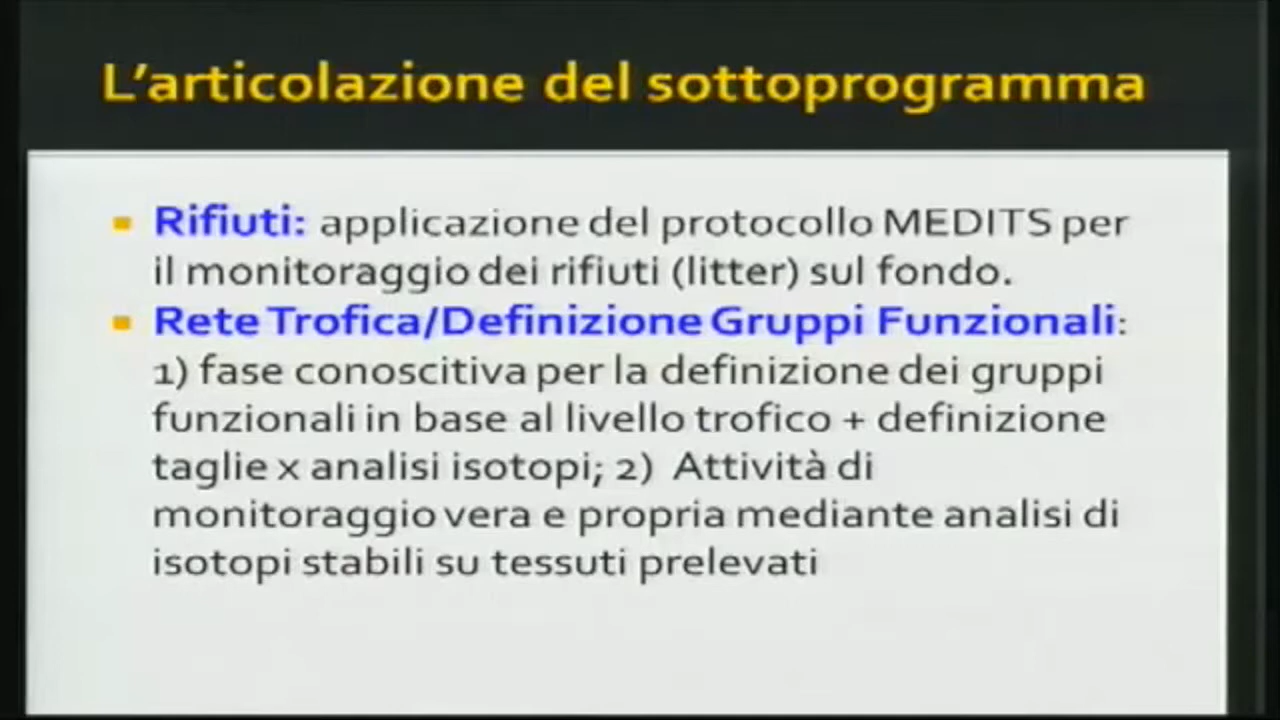 L'articolazione del sottoprogramma
▪ Rifiuti: applicazione del protocollo MEDITS per
il monitoraggio dei rifiuti (litter) sul fondo.
▪ Rete Trofica/Definizione Gruppi Funzionali:
1) fase conoscitiva per la definizione dei gruppi
funzionali in base al livello trofico + definizione
taglie x analisi isotopi; 2) Attività di
monitoraggio vera e propria mediante analisi di
isotopi stabili su tessuti prelevati